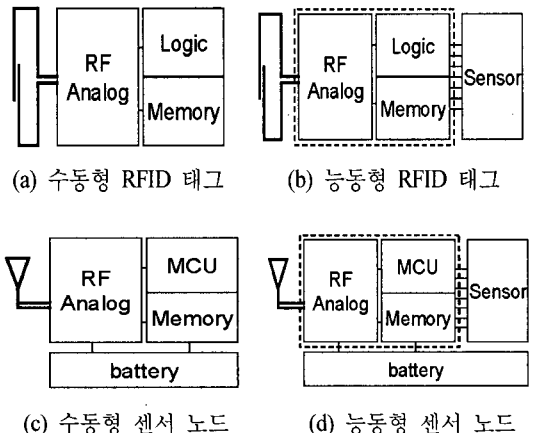 RF
Analog
Logic
Memory
RF
Analog
Logic
Memory
Sensor
(a) 수동형 RFID 태그
(b) 능동형 RFID 태그
RF
Analog
MCU
Memory
battery
RF
Analog
MCU
Memory
Sensor
battery
(c) 수동형 센서 노드
(d) 능동형 센서 노드